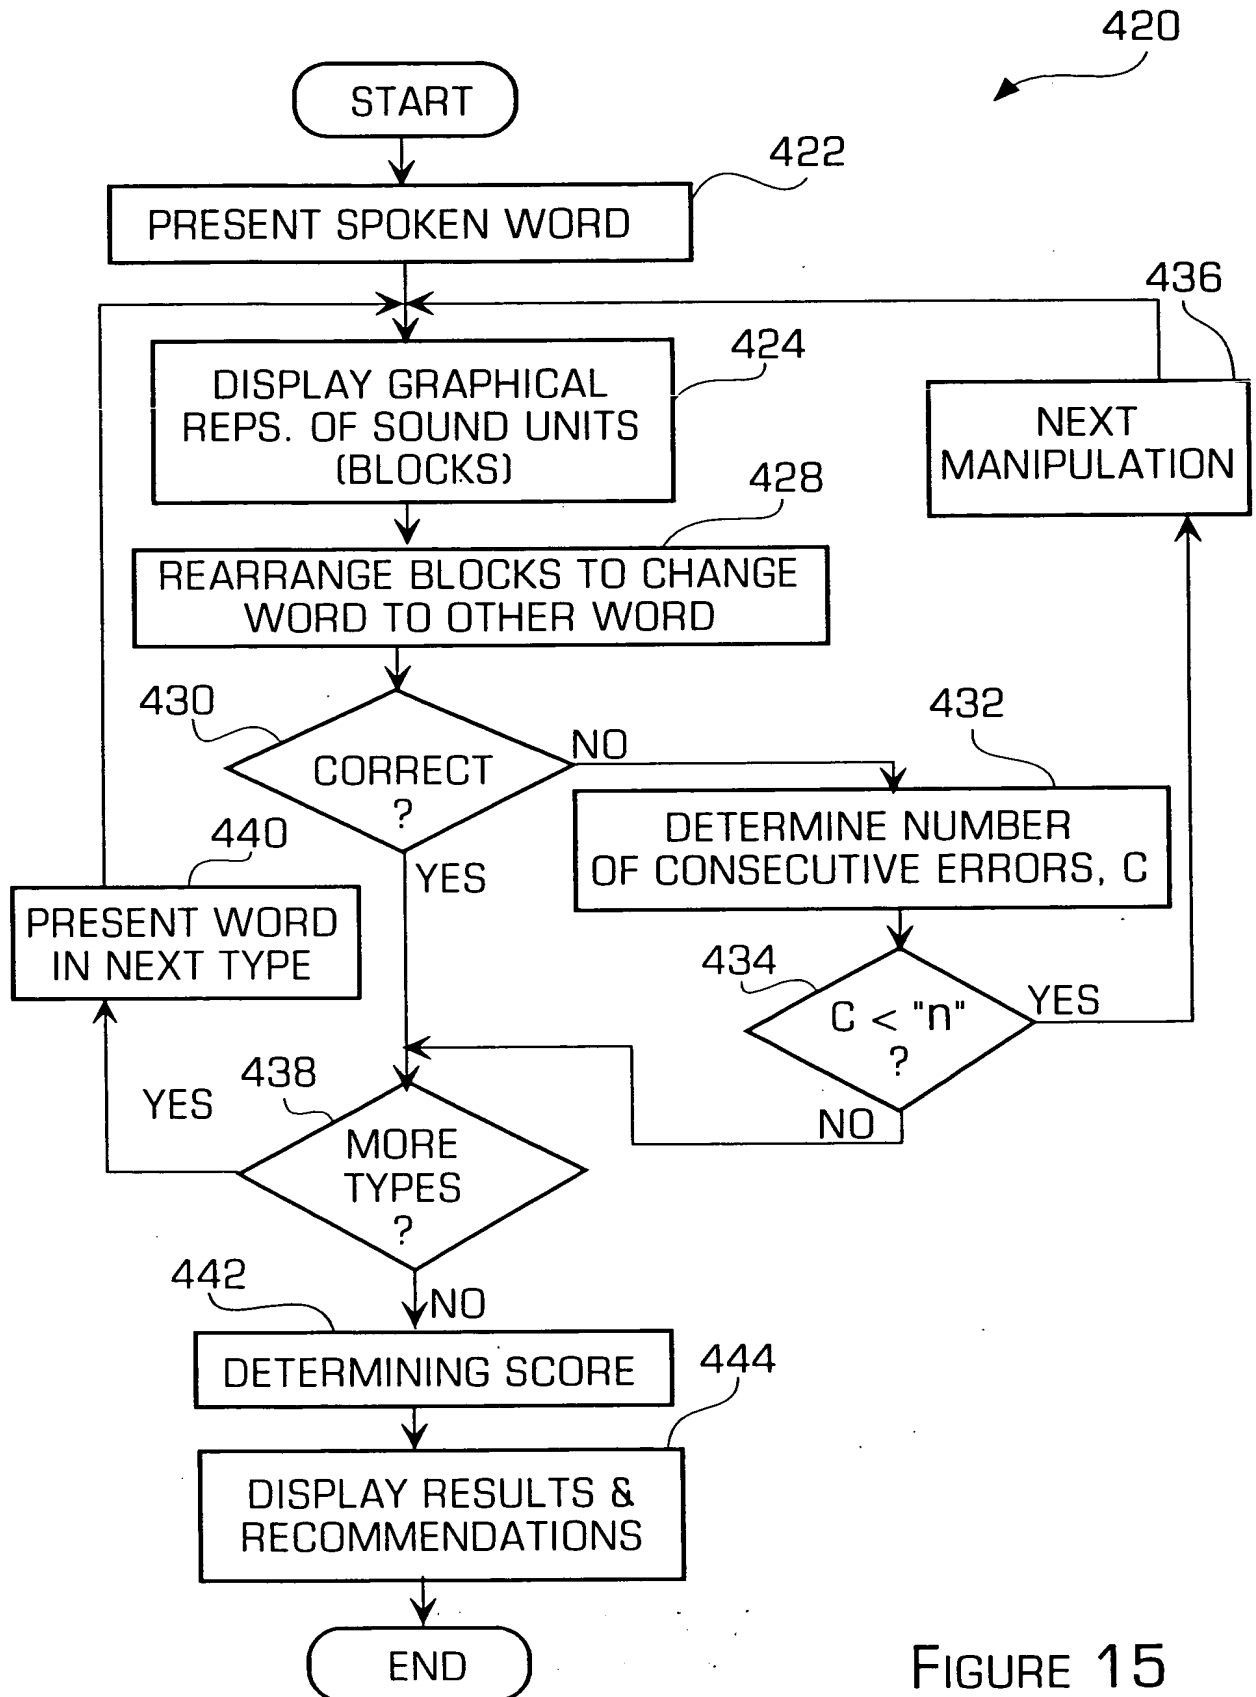 420
START
422
PRESENT SPOKEN WORD
436
424
DISPLAY GRAPHICAL
REPS. OF SOUND UNITS
(BLOCKS)
NEXT
MANIPULATION
428
REARRANGE BLOCKS TO CHANGE
WORD TO OTHER WORD
430
CORRECT
?
NO
YES
432
DETERMINE NUMBER
OF CONSECUTIVE ERRORS, C
440
PRESENT WORD
IN NEXT TYPE
434
C < "n"
?
YES
NO
438
YES
MORE
TYPES
?
NO
442
DETERMINING SCORE
444
DISPLAY RESULTS &
RECOMMENDATIONS
END
FIGURE 15